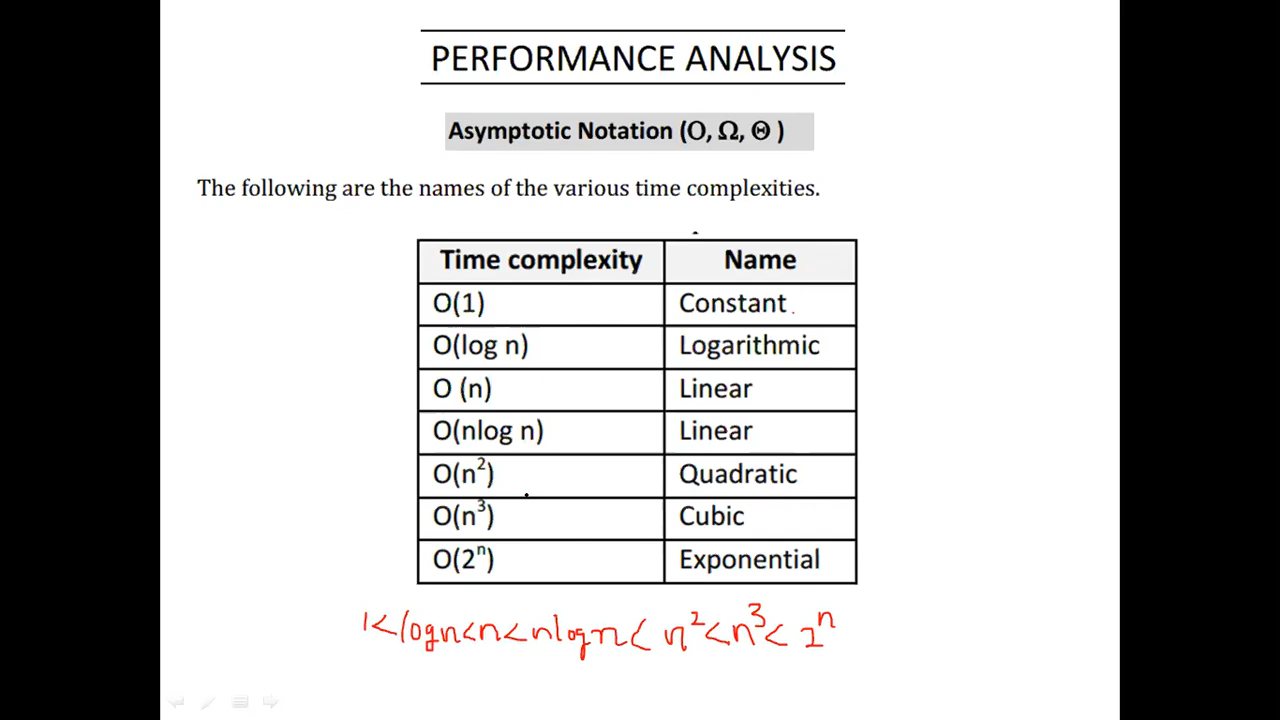 PERFORMANCE ANALYSIS
Asymptotic Notation (O, Ω, Θ )
The following are the names of the various time complexities.
Time complexity Name
O(1) Constant
O(log n) Logarithmic
O (n) Linear
O(nlog n) Linear
O(n²) Quadratic
O(n³) Cubic
O(2ⁿ) Exponential
1<logn<n<nlogn<n²<n³<2ⁿ